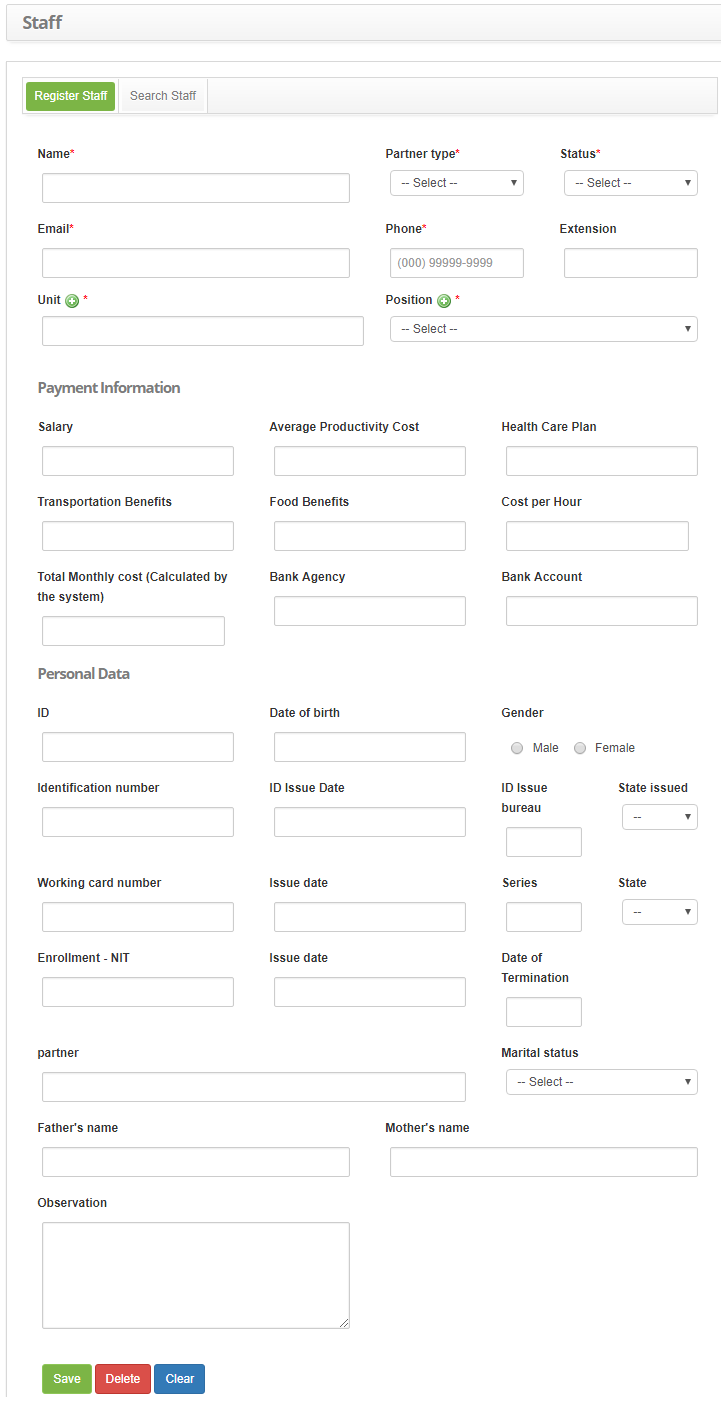 Staff
Register Staff Search Staff
Name* Partner type* Status*
-- Select -- -- Select --
Email* Phone* Extension
(000) 99999-9999
Unit * Position *
-- Select --
Payment Information
Salary Average Productivity Cost Health Care Plan
Transportation Benefits Food Benefits Cost per Hour
Total Monthly cost (Calculated by
the system)
Bank Agency Bank Account
Personal Data
ID Date of birth Gender
Male Female
Identification number ID Issue Date
ID Issue
bureau
State issued
--
Working card number Issue date Series State
--
Enrollment - NIT Issue date
Date of
Termination
partner Marital status
-- Select --
Father's name Mother's name
Observation
Save Delete Clear